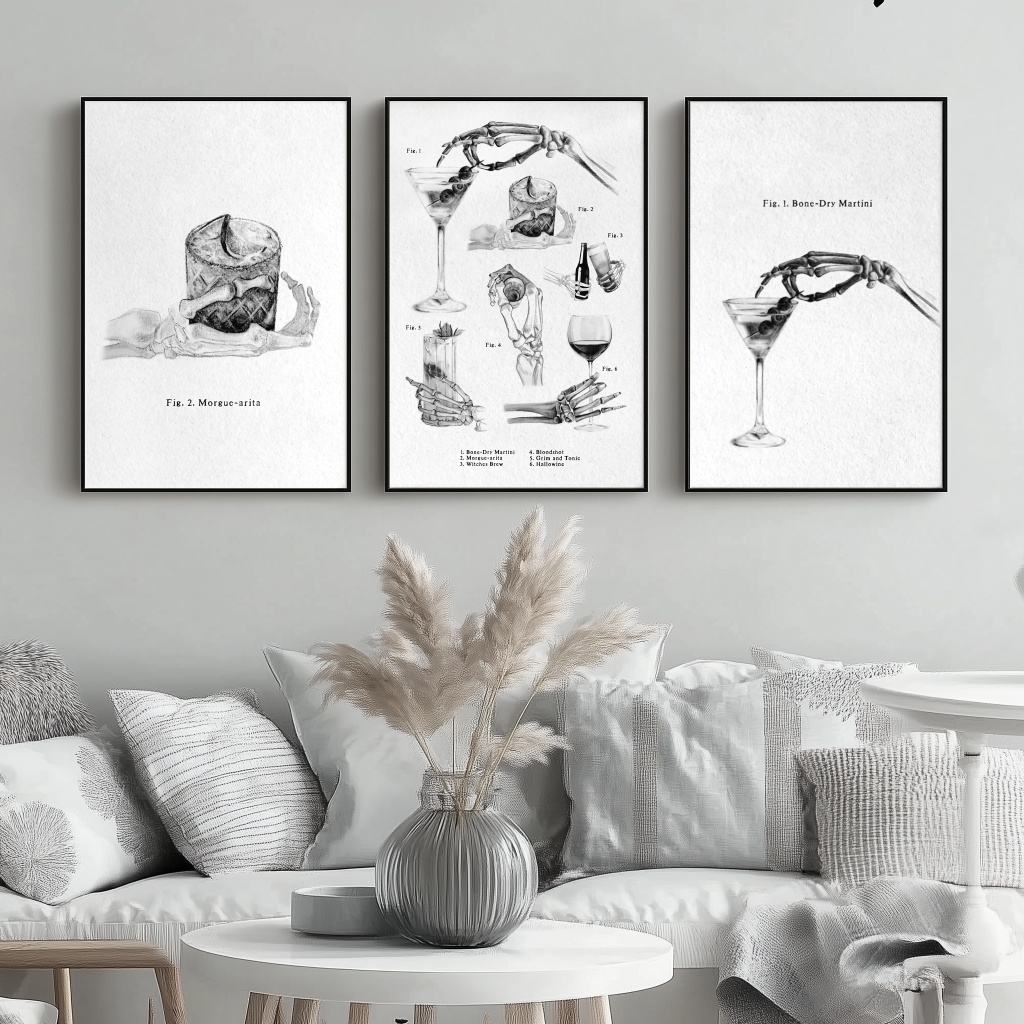 Fig. 2. Morgue-arita
Fig. 1
Fig. 2
Fig. 3
Fig. 5
Fig. 4
Fig. 6
1. Bone-Dry Martini
2. Morgue-arita
3. Witches Brew
4. Bloodshot
5. Grim and Tonic
6. Hallowine
Fig. 1. Bone-Dry Martini